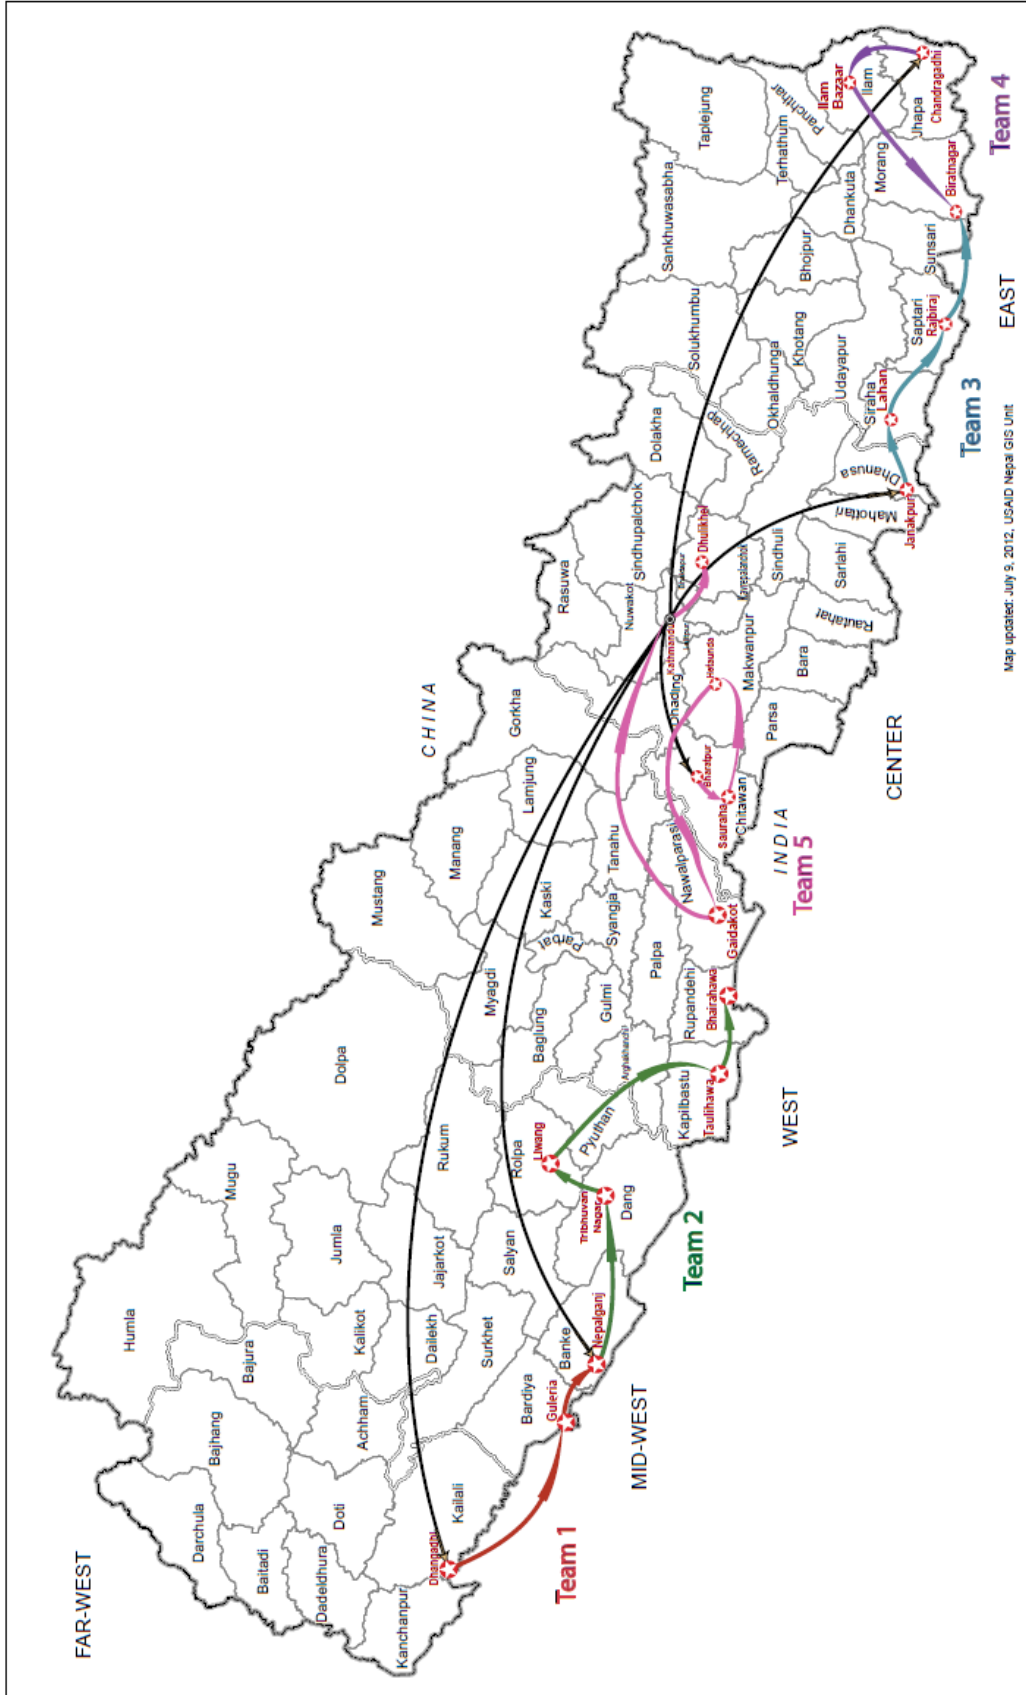 FAR-WEST
Darchula
Bajhang
Humla
Baitadi
Bajura
Mugu
Dadeldhura
Doti
Achham
Kalikot
Jumla
Dolpa
Mustang
Kanchanpur
Dhangadhi
Kailali
Dailekh
Jajarkot
Rukum
Myagdi
Manang
CHINA
Surkhet
Salyan
Rolpa
Liwang
Baglung
Parbat
Kaski
Lamjung
Gorkha
Rasuwa
Bardiya
Guleria
Banke
Nepalganj
Tribhuvan
Nagar
Dang
Pyuthan
Gulmi
Syangja
Tanahu
Arghakhanchi
Palpa
Nawalparasi
Dhading
Nuwakot
Sindhupalchok
Dolakha
Kapilbastu
Taulihawa
Rupandehi
Bhairahawa
Gaidakot
Sauraha
Chitawan
Bharatpur
Hetaunda
Makwanpur
Kathmandu
Dhulikhel
Ramechhap
Solukhumbu
Sankhuwasabha
Taplejung
Parsa
Bara
Rautahat
Sarlahi
Sindhuli
Mahottari
Dhanusa
Janakpur
Okhaldhunga
Khotang
Bhojpur
Terhathum
Panchthar
Udayapur
Dhankuta
Siraha
Lahan
Saptari
Rajbiraj
Sunsari
Morang
Biratnagar
Ilam
Bazaar
Ilam
Jhapa
Chandragadhi
Team 1
MID-WEST
Team 2
WEST
Team 5
INDIA
CENTER
Team 3
EAST
Team 4
Map updated: July 9, 2012, USAID Nepal GIS Unit